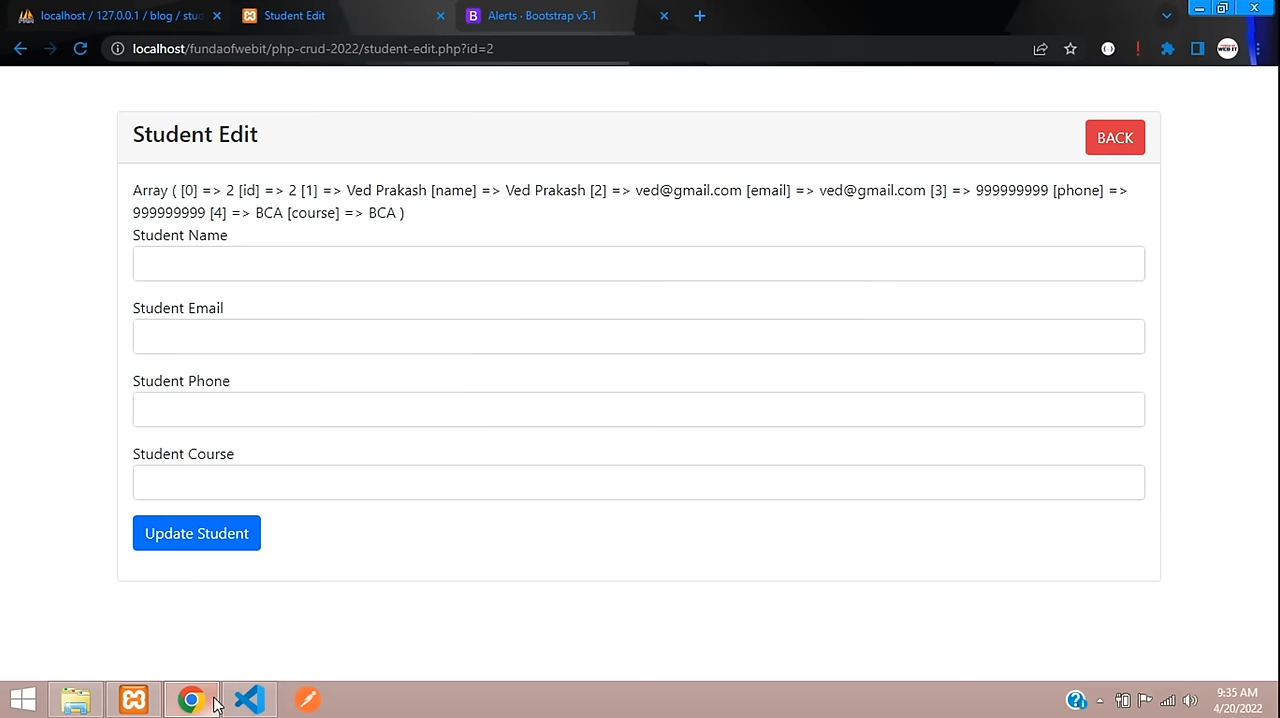 localhost / 127.0.0.1 / blog / stud
Student Edit
B Alerts · Bootstrap v5.1
localhost/fundaofwebit/php-crud-2022/student-edit.php?id=2
Student Edit
BACK
Array ( [0] => 2 [id] => 2 [1] => Ved Prakash [name] => Ved Prakash [2] => ved@gmail.com [email] => ved@gmail.com [3] => 999999999 [phone] =>
999999999 [4] => BCA [course] => BCA )
Student Name
Student Email
Student Phone
Student Course
Update Student
9:35 AM
4/20/2022